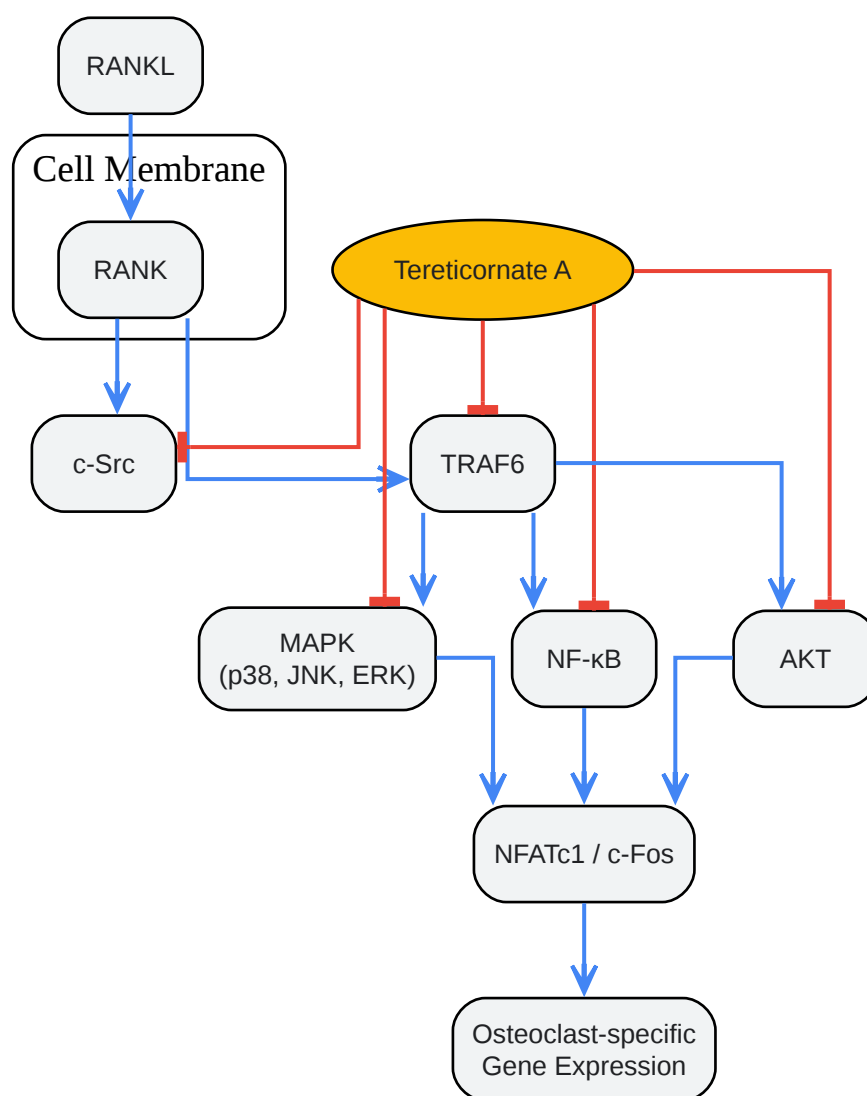 RANKL
Cell Membrane
RANK
Tereticornate A
c-Src
TRAF6
MAPK
(p38, JNK, ERK)
NF-κB
AKT
NFATc1 / c-Fos
Osteoclast-specific
Gene Expression